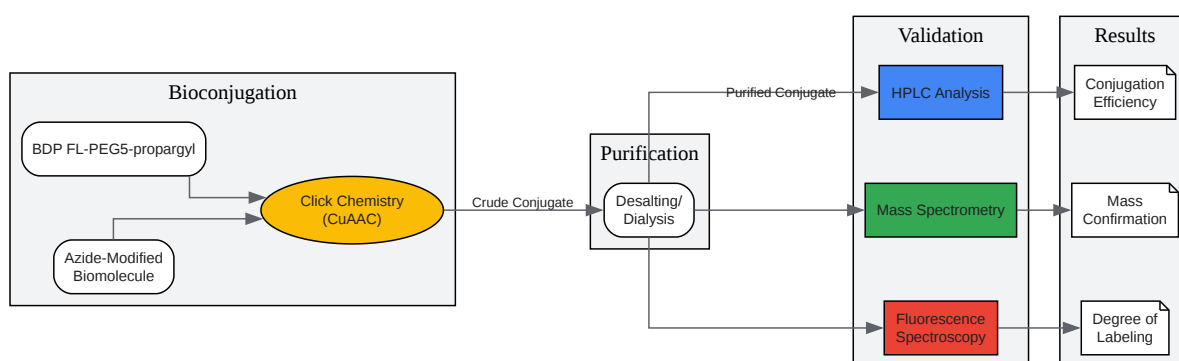 Bioconjugation
BDP FL-PEG5-propargyl
Azide-Modified
Biomolecule
Click Chemistry
(CuAAC)
Crude Conjugate
Purification
Desalting/
Dialysis
Purified Conjugate
Validation
HPLC Analysis
Mass Spectrometry
Fluorescence
Spectroscopy
Results
Conjugation
Efficiency
Mass
Confirmation
Degree of
Labeling